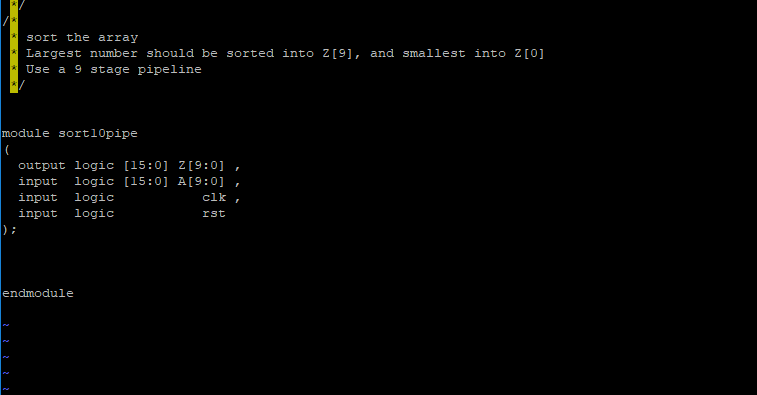 */
/*
* sort the array
* Largest number should be sorted into Z[9], and smallest into Z[0]
* Use a 9 stage pipeline
*/
module sort10pipe
(
output logic [15:0] Z[9:0] ,
input logic [15:0] A[9:0] ,
input logic clk ,
input logic rst
);
endmodule
~
~
~
~
~